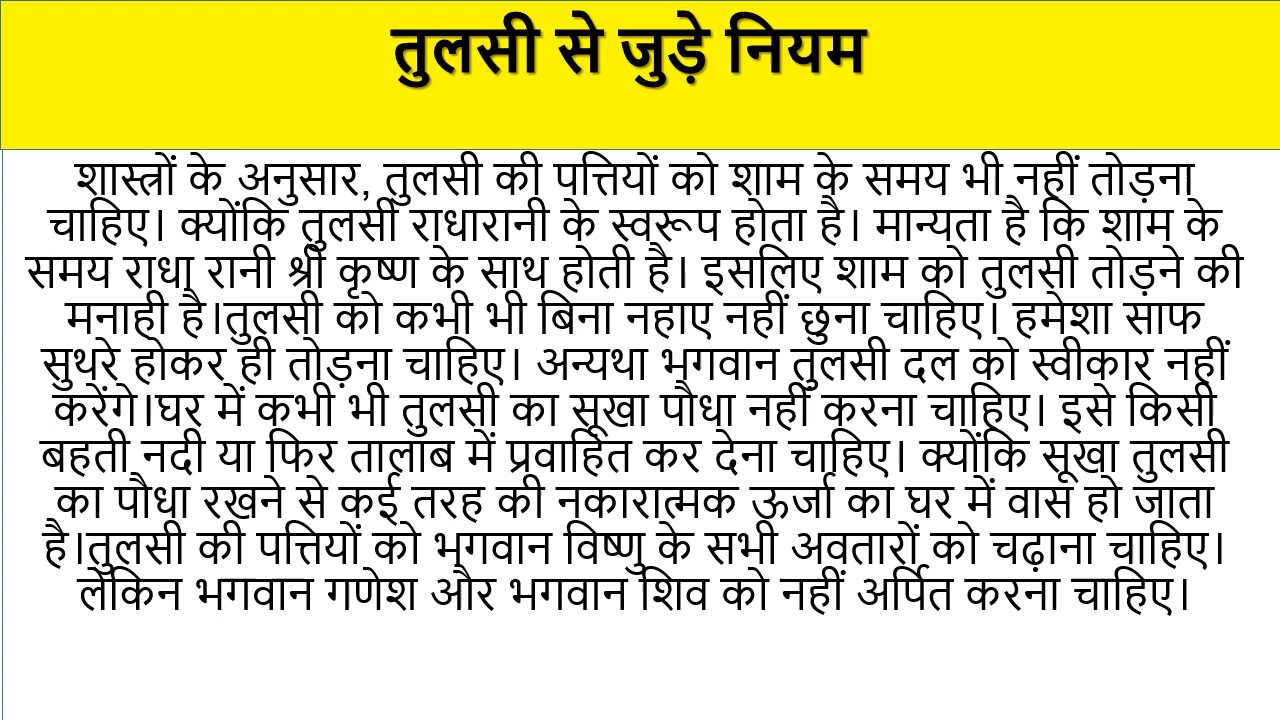 तुलसी से जुड़े नियम
शास्त्रों के अनुसार, तुलसी की पत्तियों को शाम के समय भी नहीं तोड़ना
चाहिए। क्योंकि तुलसी राधारानी के स्वरूप होता है। मान्यता है कि शाम के
समय राधा रानी श्री कृष्ण के साथ होती है। इसलिए शाम को तुलसी तोड़ने की
मनाही है।तुलसी को कभी भी बिना नहाए नहीं छुना चाहिए। हमेशा साफ
सुथरे होकर ही तोड़ना चाहिए। अन्यथा भगवान तुलसी दल को स्वीकार नहीं
करेंगे।घर में कभी भी तुलसी का सूखा पौधा नहीं करना चाहिए। इसे किसी
बहती नदी या फिर तालाब में प्रवाहित कर देना चाहिए। क्योंकि सूखा तुलसी
का पौधा रखने से कई तरह की नकारात्मक ऊर्जा का घर में वास हो जाता
है।तुलसी की पत्तियों को भगवान विष्णु के सभी अवतारों को चढ़ाना चाहिए।
लेकिन भगवान गणेश और भगवान शिव को नहीं अर्पित करना चाहिए।